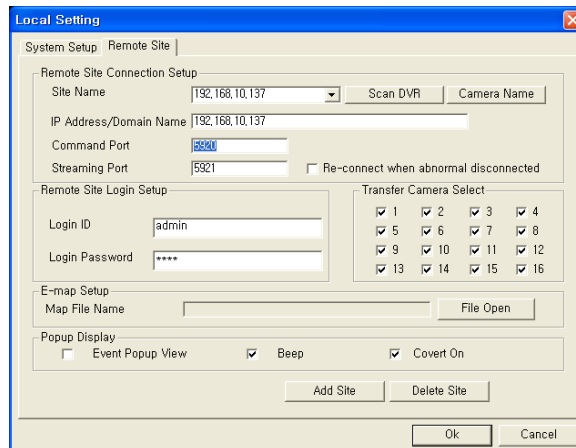 Local Setting
System Setup Remote Site
Remote Site Connection Setup
Site Name 192,168,10,137 Scan DVR Camera Name
IP Address/Domain Name 192,168,10,137
Command Port 5920
Streaming Port 5921 Re-connect when abnormal disconnected
Remote Site Login Setup Transfer Camera Select
1 2 3 4
Login ID admin 5 6 7 8
9 10 11 12
Login Password **** 13 14 15 16
E-map Setup
Map File Name File Open
Popup Display
Event Popup View Beep Covert On
Add Site Delete Site
Ok Cancel